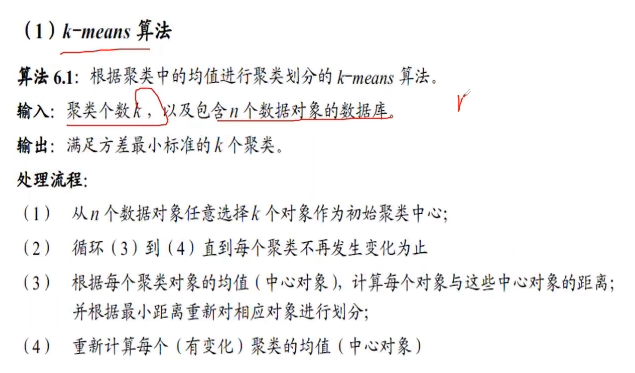 （1）k-means 算法
算法 6.1：根据聚类中的均值进行聚类划分的 k-means 算法。
输入：聚类个数 k ，以及包含 n 个数据对象的数据库。
输出：满足方差最小标准的 k 个聚类。
处理流程：
（1） 从 n 个数据对象任意选择 k 个对象作为初始聚类中心；
（2） 循环（3）到（4）直到每个聚类不再发生变化为止
（3） 根据每个聚类对象的均值（中心对象），计算每个对象与这些中心对象的距离；
并根据最小距离重新对相应对象进行划分；
（4） 重新计算每个（有变化）聚类的均值（中心对象）